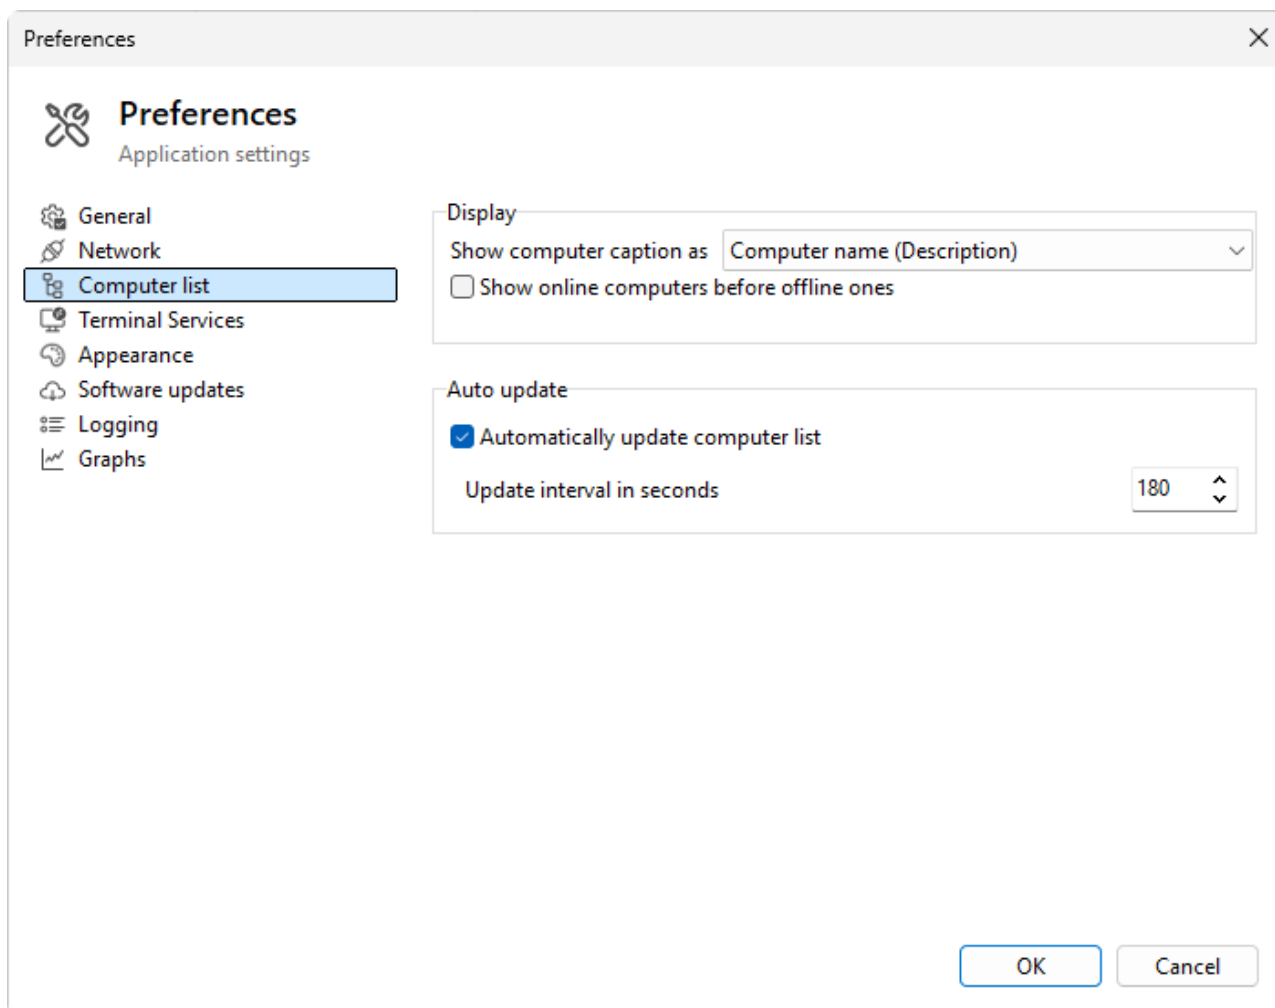 Preferences
Preferences
Application settings
General
Network
Computer list
Terminal Services
Appearance
Software updates
Logging
Graphs
Display
Show computer caption as Computer name (Description)
Show online computers before offline ones
Auto update
Automatically update computer list
Update interval in seconds 180
OK Cancel